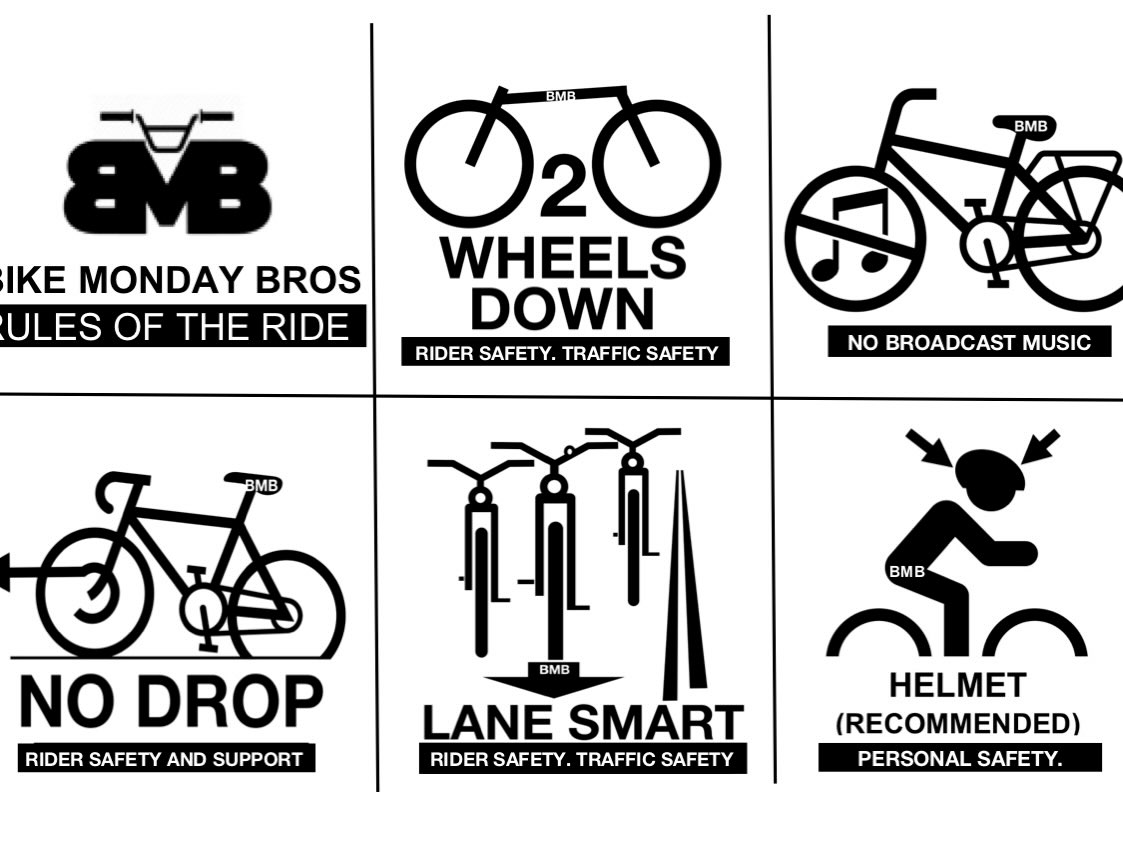 BMB
BIKE MONDAY BROS
RULES OF THE RIDE
BMB
2
WHEELS
DOWN
RIDER SAFETY. TRAFFIC SAFETY
BMB
NO BROADCAST MUSIC
BMB
NO DROP
RIDER SAFETY AND SUPPORT
BMB
LANE SMART
RIDER SAFETY. TRAFFIC SAFETY
BMB
HELMET
(RECOMMENDED)
PERSONAL SAFETY.